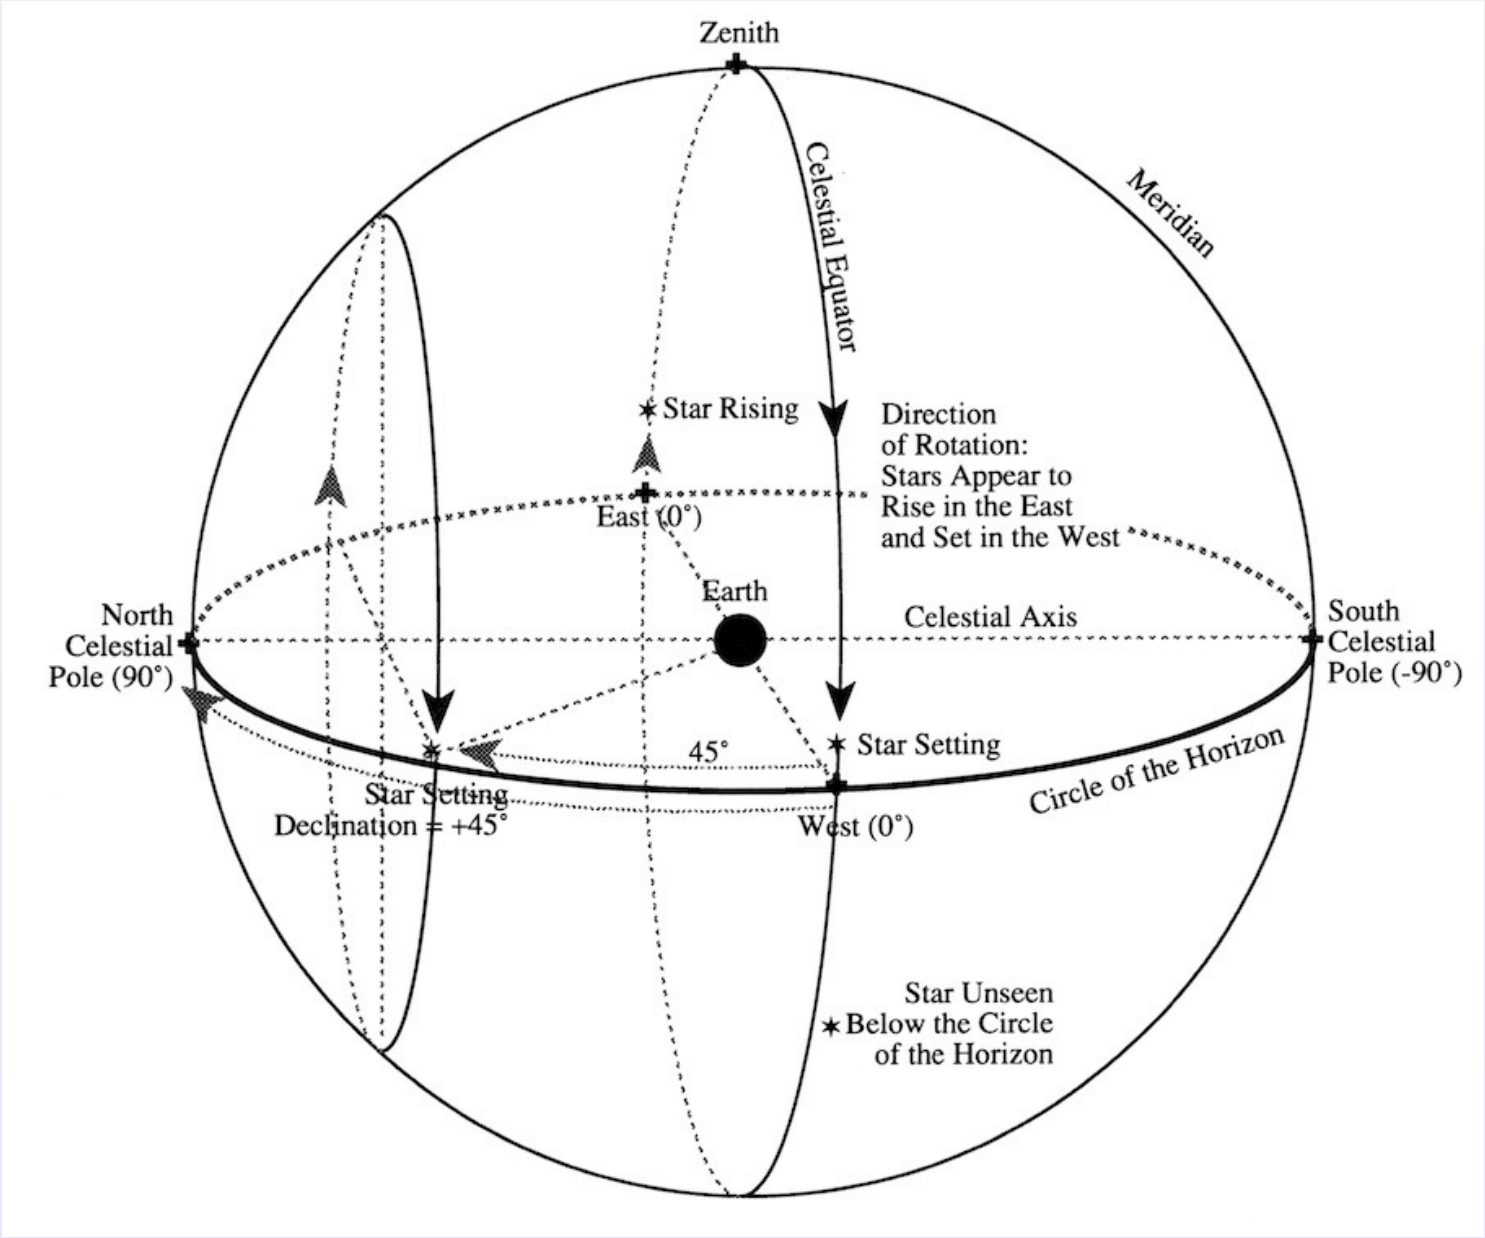 Zenith
Meridian
Celestial Equator
Star Rising
Direction
of Rotation:
Stars Appear to
Rise in the East
and Set in the West
East (0˚)
Earth
Celestial Axis
North
Celestial
Pole (90˚)
South
Celestial
Pole (-90˚)
45˚
Star Setting
Circle of the Horizon
Star Setting
Declination = +45˚
West (0˚)
Star Unseen
Below the Circle
of the Horizon